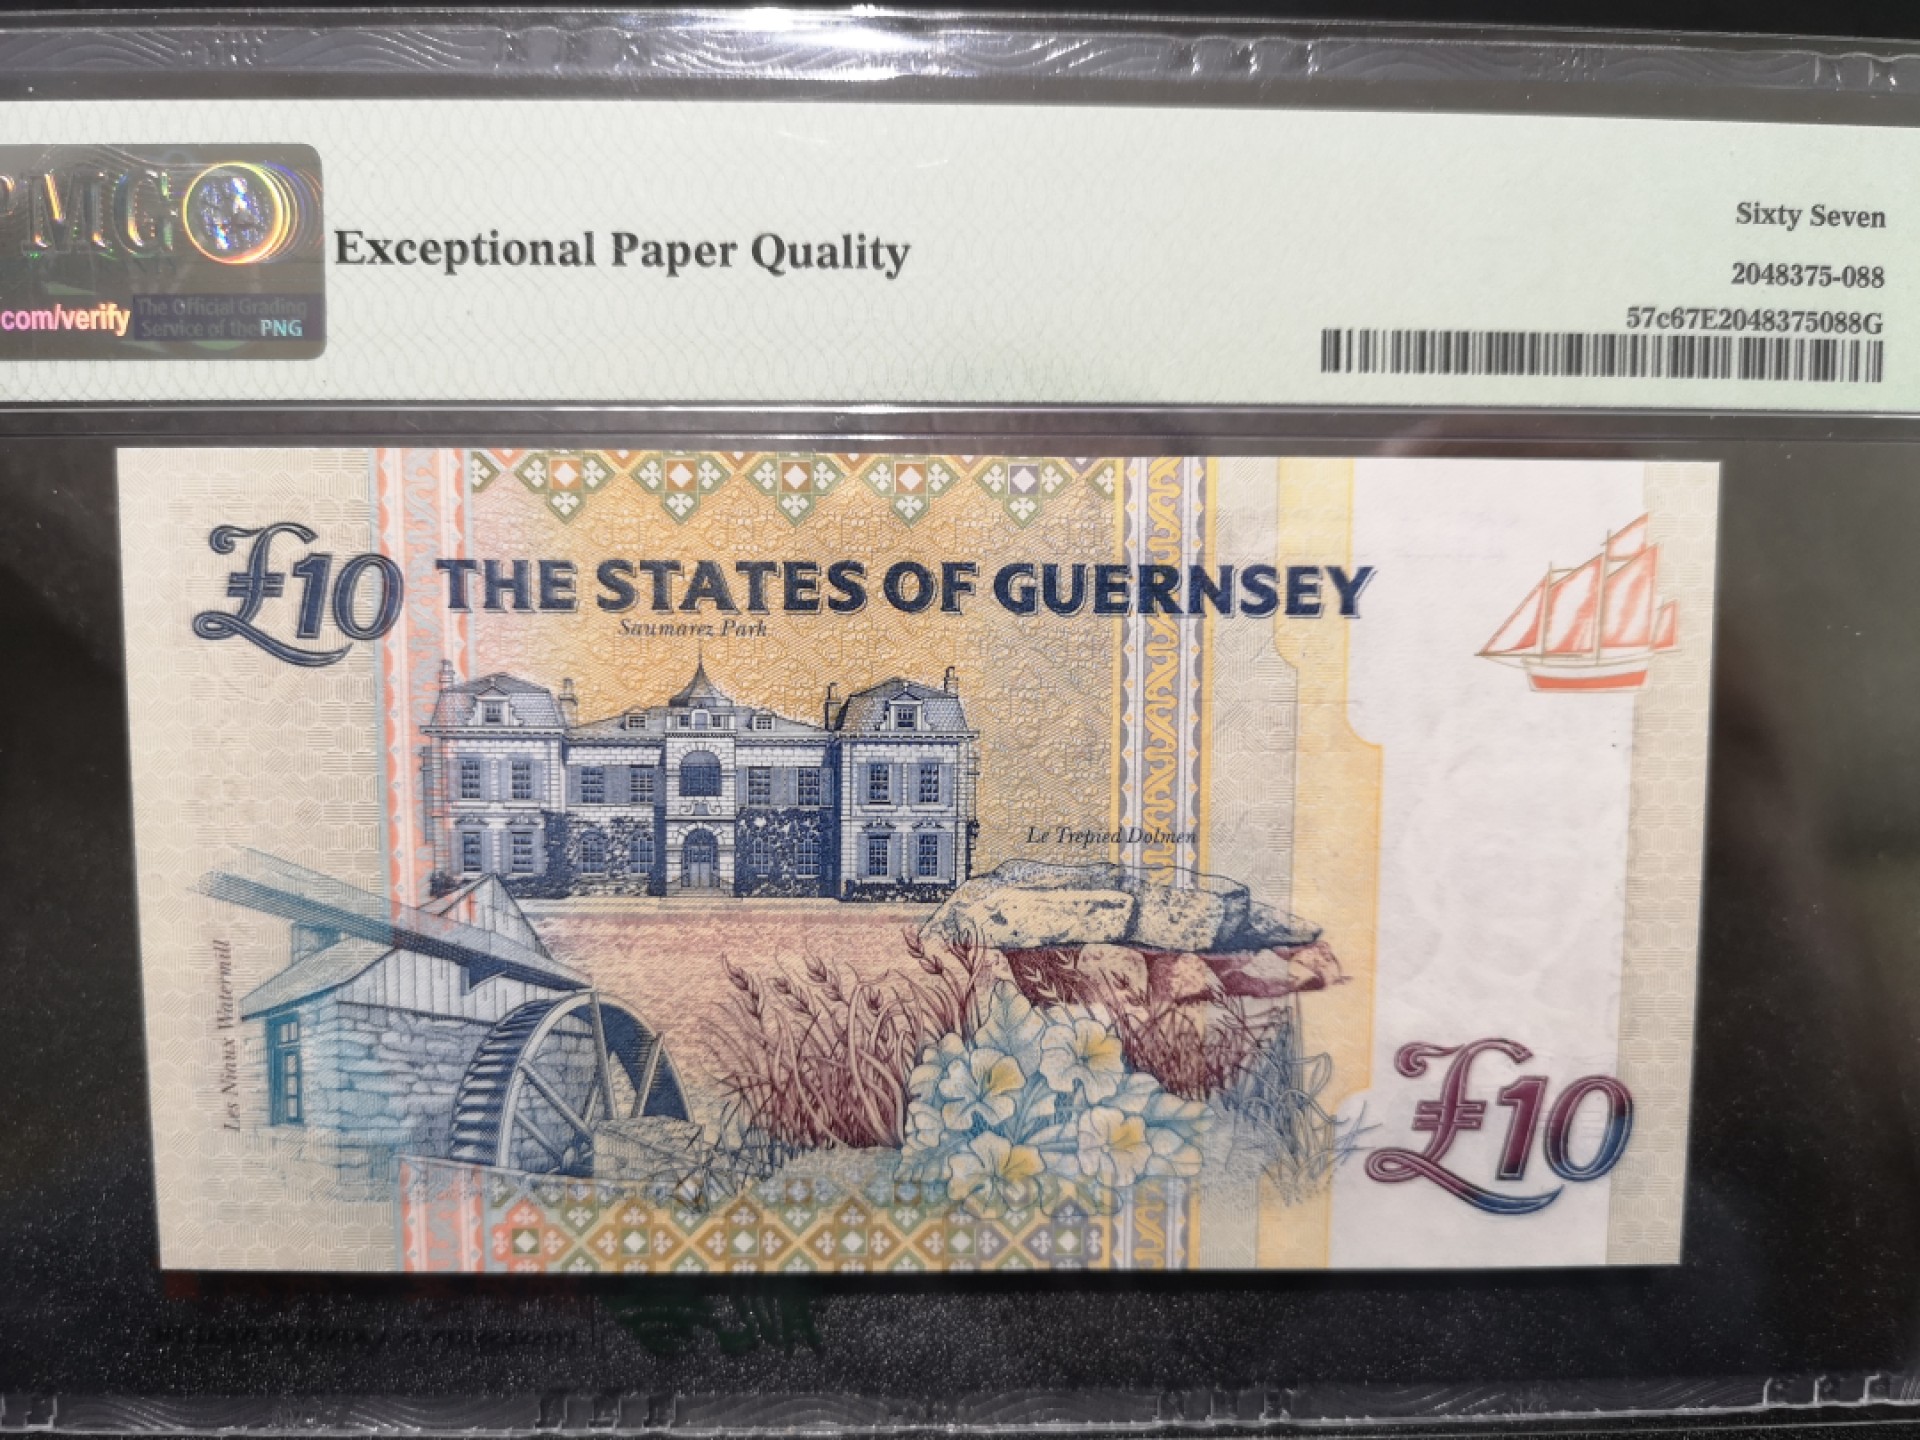 PMG
.com/verify
The Official Grading
Service of the PNG
Exceptional Paper Quality
Sixty Seven
2048375-088
57c67E2048375088G
£10
THE STATES OF GUERNSEY
Saumarez Park
Le Trepied Dolmen
Les Niaux Watermill
£10